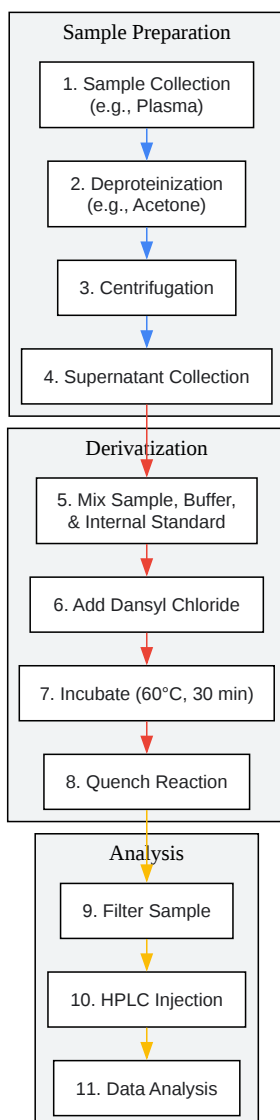 Sample Preparation
1. Sample Collection
(e.g., Plasma)
2. Deproteinization
(e.g., Acetone)
3. Centrifugation
4. Supernatant Collection
Derivatization
5. Mix Sample, Buffer,
& Internal Standard
6. Add Dansyl Chloride
7. Incubate (60°C, 30 min)
8. Quench Reaction
Analysis
9. Filter Sample
10. HPLC Injection
11. Data Analysis